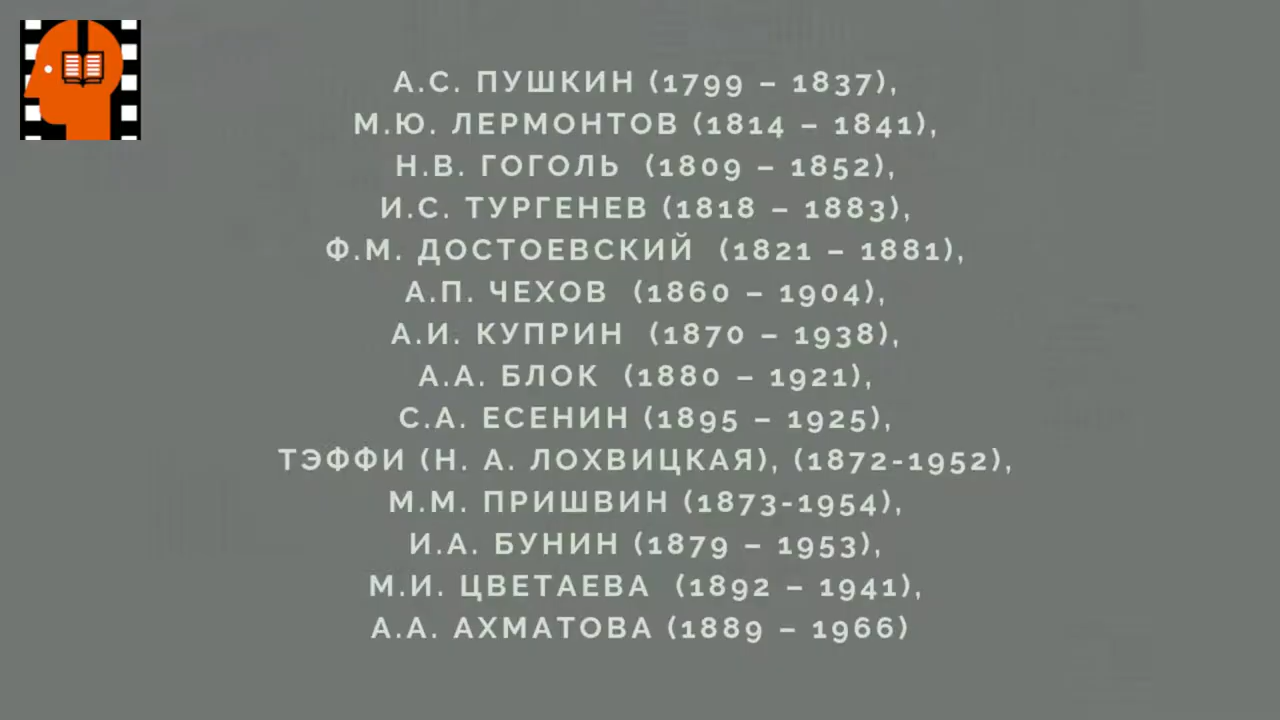 А.С. ПУШКИН (1799 – 1837),
М.Ю. ЛЕРМОНТОВ (1814 – 1841),
Н.В. ГОГОЛЬ (1809 – 1852),
И.С. ТУРГЕНЕВ (1818 – 1883),
Ф.М. ДОСТОЕВСКИЙ (1821 – 1881),
А.П. ЧЕХОВ (1860 – 1904),
А.И. КУПРИН (1870 – 1938),
А.А. БЛОК (1880 – 1921),
С.А. ЕСЕНИН (1895 – 1925),
ТЭФФИ (Н. А. ЛОХВИЦКАЯ), (1872-1952),
М.М. ПРИШВИН (1873-1954),
И.А. БУНИН (1879 – 1953),
М.И. ЦВЕТАЕВА (1892 – 1941),
А.А. АХМАТОВА (1889 – 1966)